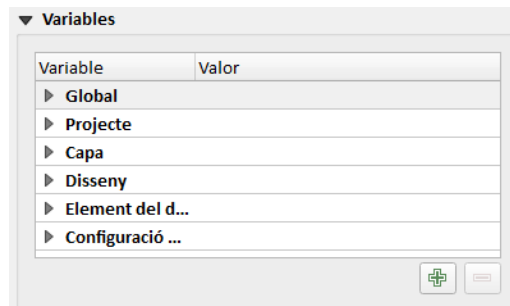 Variables
Variable Valor
Global
Projecte
Capa
Disseny
Element del d...
Configuració ...